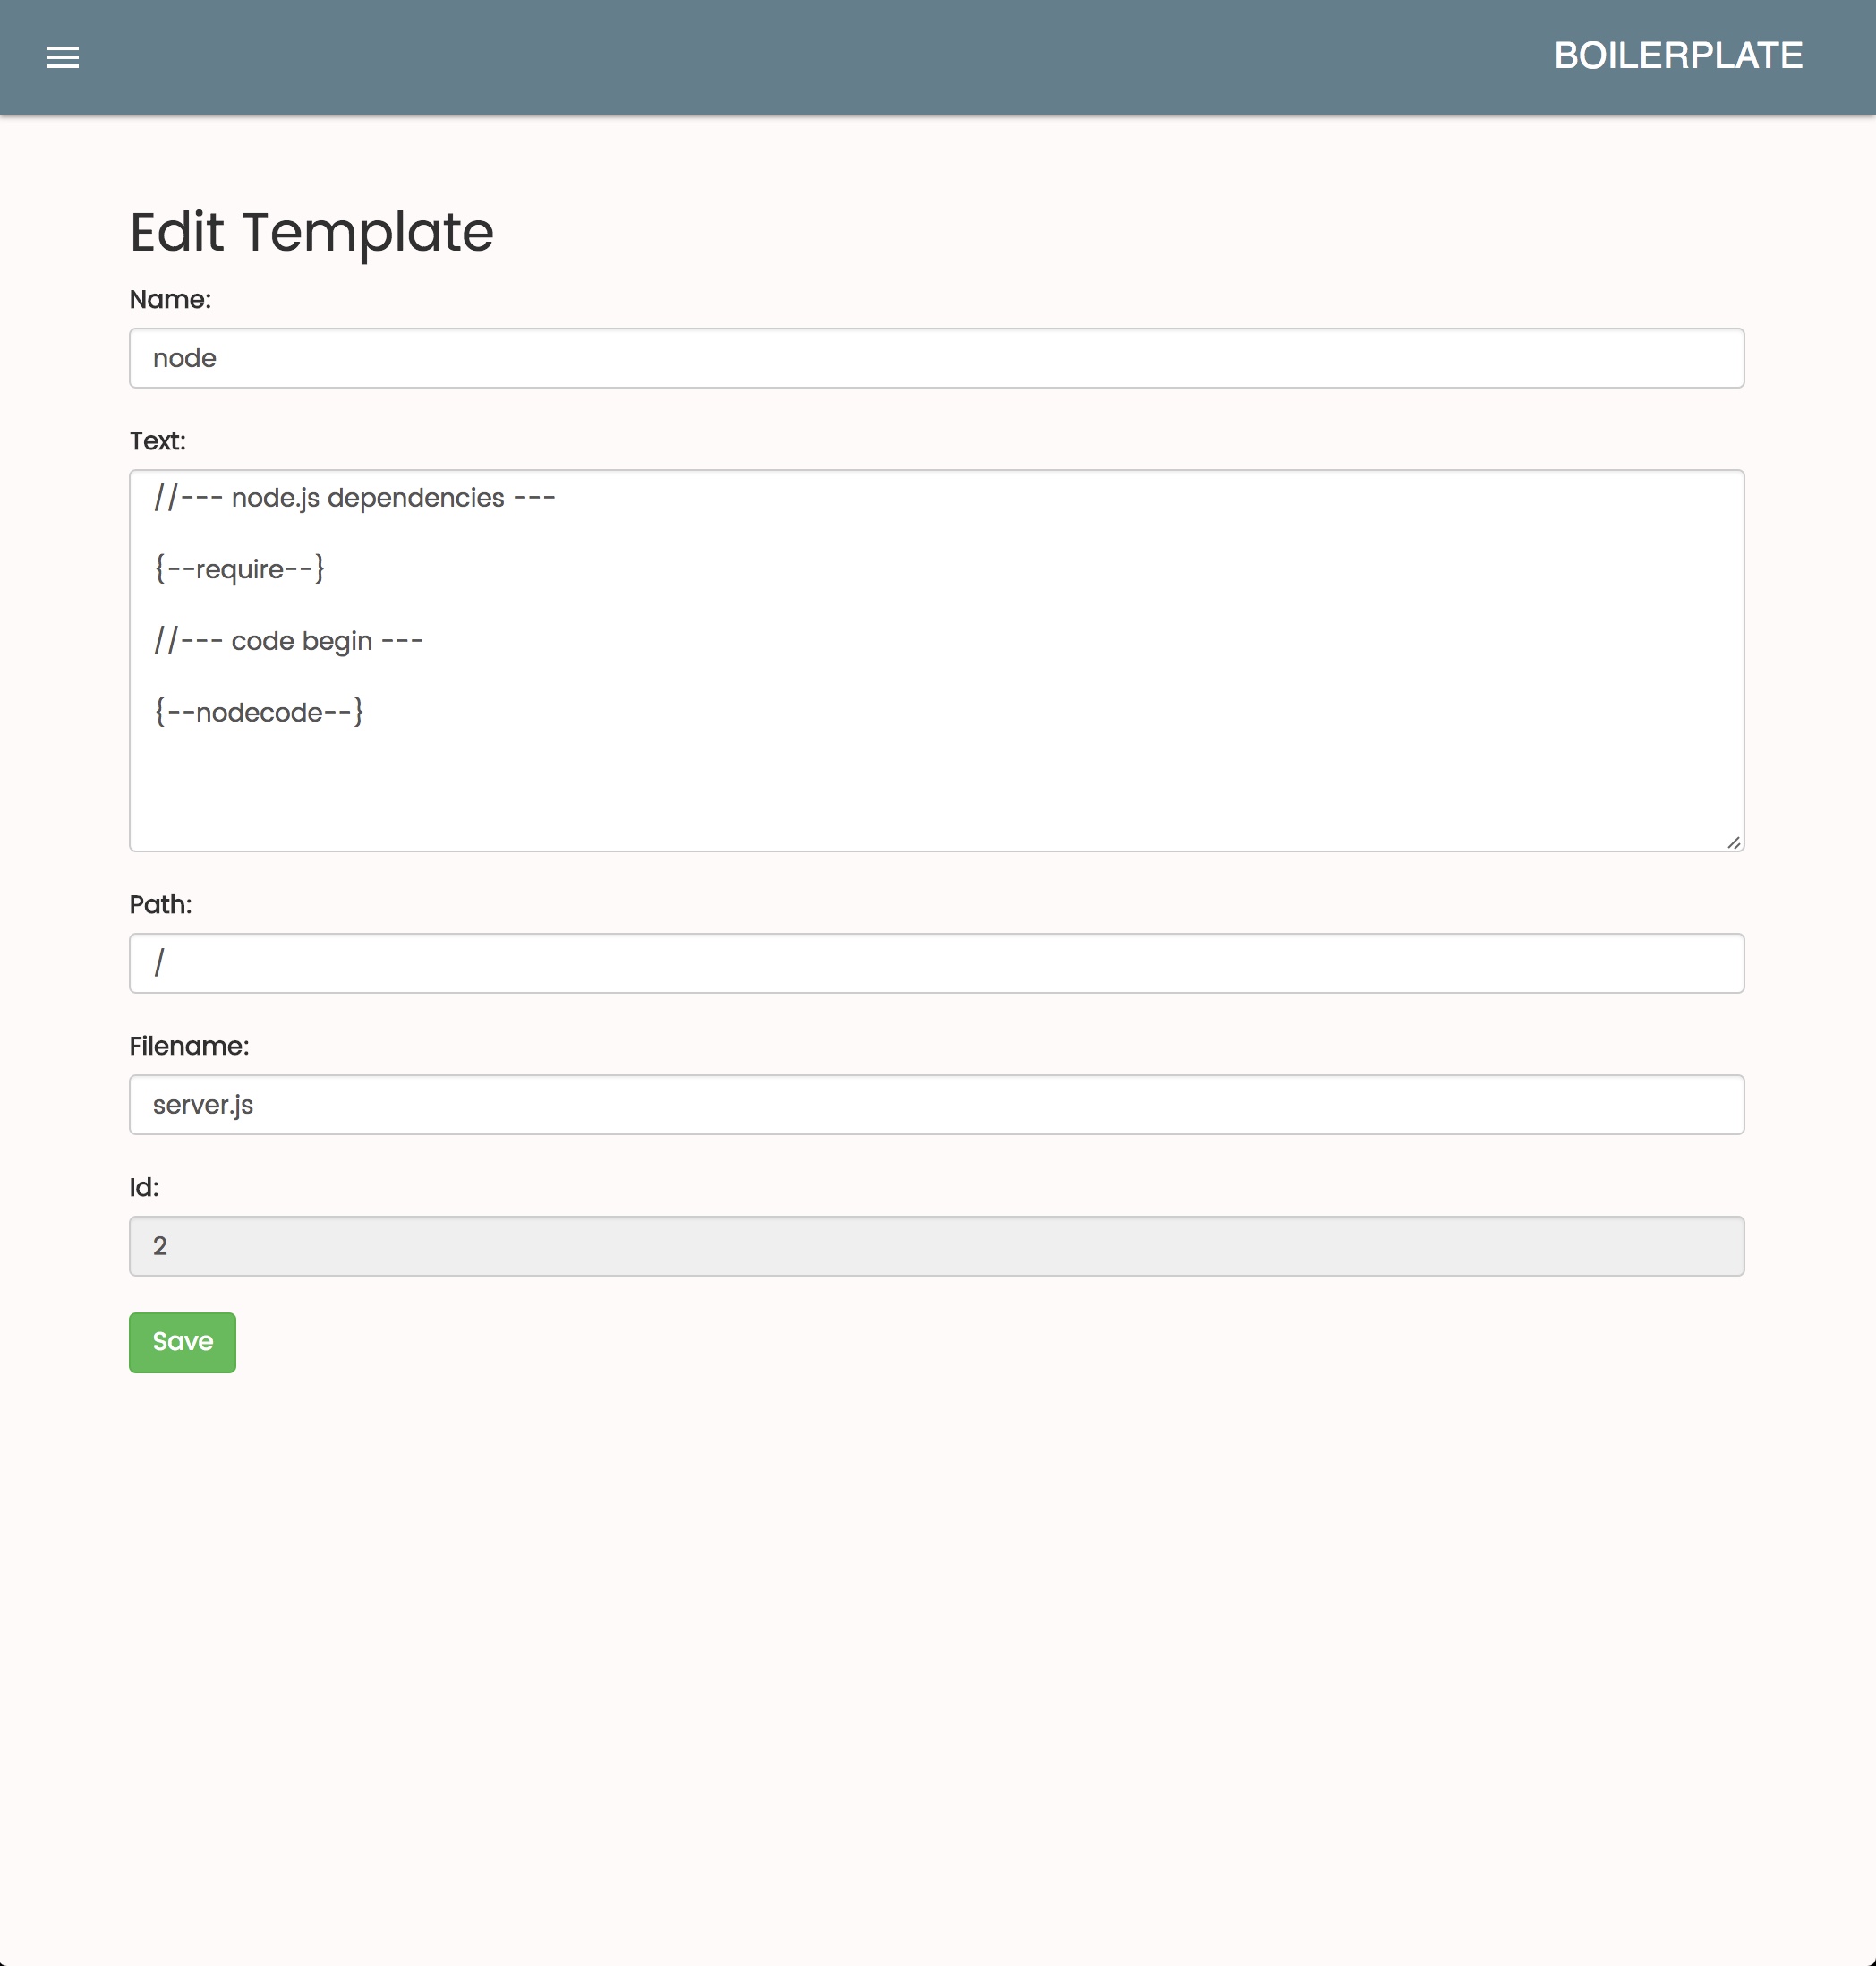 BOILERPLATE
Edit Template
Name:
node
Text:
//--- node.js dependencies ---
{--require--}
//--- code begin ---
{--nodecode--}
Path:
/
Filename:
server.js
Id:
2
Save